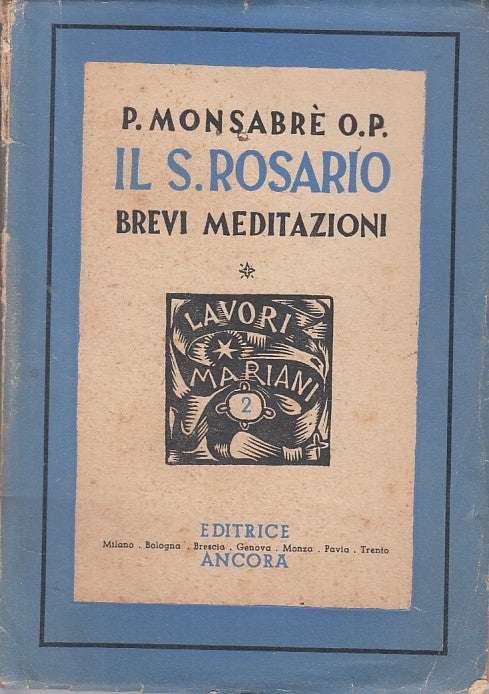 P. MONSABRÈ O.P.
IL S. ROSARIO
BREVI MEDITAZIONI
LAVORI
MARIANI
2
EDITRICE
Milano . Bologna . Brescia . Genova . Monza . Pavia . Trento
ANCORA